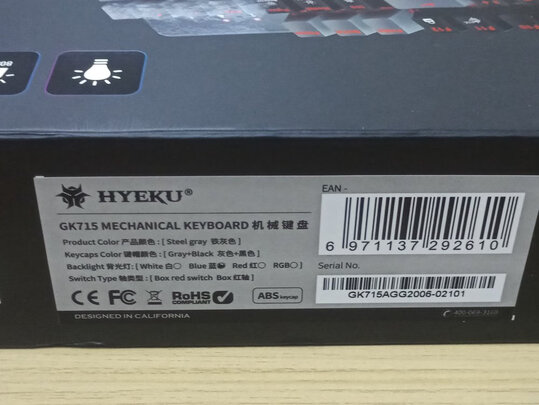 HYEKU®
GK715 MECHANICAL KEYBOARD 机械键盘
Product Color 产品颜色 : [ Steel gray 铁灰色 ]
Keycaps Color 键帽颜色 : [ Gray+Black 灰色+黑色 ]
Backlight 背光灯: [ White 白○ Blue 蓝● Red 红○ RGB○ ]
Switch Type 轴类型: [ Box red switch Box 红轴 ]
CE FC RoHS COMPLIANT ABS keycap
DESIGNED IN CALIFORNIA
EAN -
6 971137 292610
Serial No.
GK715AGG2006-02101